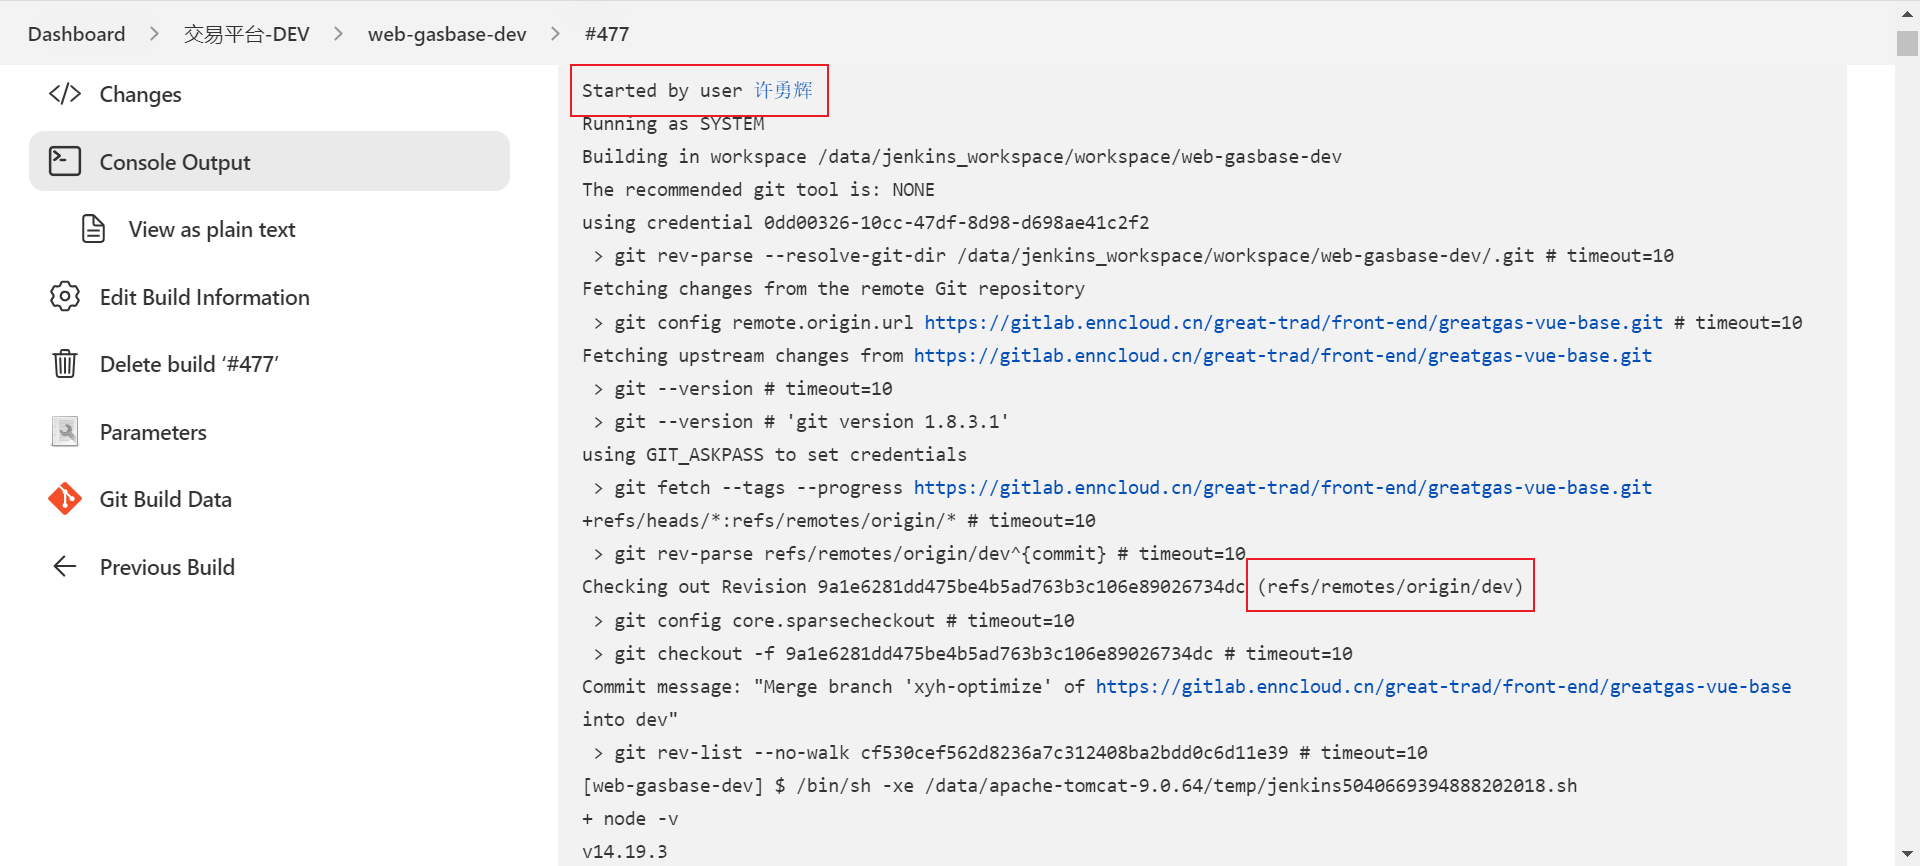 Dashboard > 交易平台-DEV > web-gasbase-dev > #477
Changes
Console Output
View as plain text
Edit Build Information
Delete build ‘#477’
Parameters
Git Build Data
Previous Build
Started by user 许勇辉
Running as SYSTEM
Building in workspace /data/jenkins_workspace/workspace/web-gasbase-dev
The recommended git tool is: NONE
using credential 0dd00326-10cc-47df-8d98-d698ae41c2f2
> git rev-parse --resolve-git-dir /data/jenkins_workspace/workspace/web-gasbase-dev/.git # timeout=10
Fetching changes from the remote Git repository
> git config remote.origin.url https://gitlab.enncloud.cn/great-trad/front-end/greatgas-vue-base.git # timeout=10
Fetching upstream changes from https://gitlab.enncloud.cn/great-trad/front-end/greatgas-vue-base.git
> git --version # timeout=10
> git --version # 'git version 1.8.3.1'
using GIT_ASKPASS to set credentials
> git fetch --tags --progress https://gitlab.enncloud.cn/great-trad/front-end/greatgas-vue-base.git
+refs/heads/*:refs/remotes/origin/* # timeout=10
> git rev-parse refs/remotes/origin/dev^{commit} # timeout=10
Checking out Revision 9a1e6281dd475be4b5ad763b3c106e89026734dc (refs/remotes/origin/dev)
> git config core.sparsecheckout # timeout=10
> git checkout -f 9a1e6281dd475be4b5ad763b3c106e89026734dc # timeout=10
Commit message: "Merge branch 'xyh-optimize' of https://gitlab.enncloud.cn/great-trad/front-end/greatgas-vue-base
into dev"
> git rev-list --no-walk cf530cef562d8236a7c312408ba2bdd0c6d11e39 # timeout=10
[web-gasbase-dev] $ /bin/sh -xe /data/apache-tomcat-9.0.64/temp/jenkins5040669394888202018.sh
+ node -v
v14.19.3